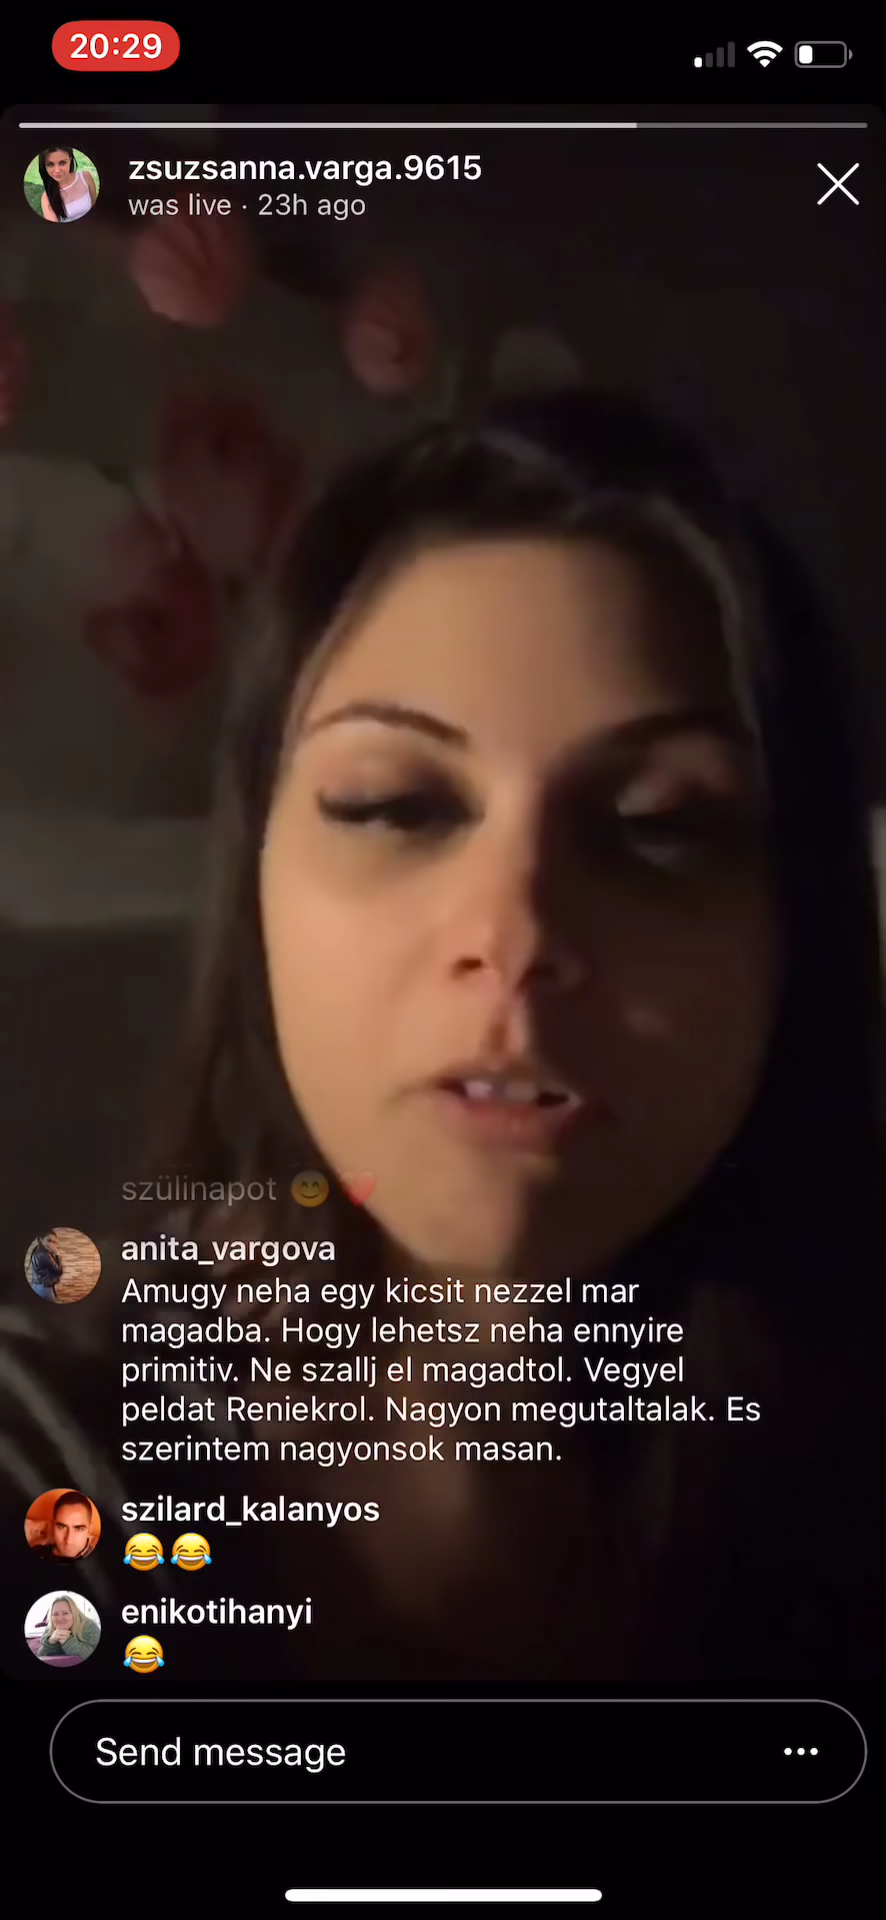 20:29
zsuzsanna.varga.9615
was live · 23h ago
szülinapot 😊❤️
anita_vargova
Amugy neha egy kicsit nezzel mar
magadba. Hogy lehetsz neha ennyire
primitiv. Ne szallj el magadtol. Vegyel
peldat Reniekrol. Nagyon megutaltalak. Es
szerintem nagyonsok masan.
szilard_kalanyos
😂😂
enikotihanyi
😂
Send message